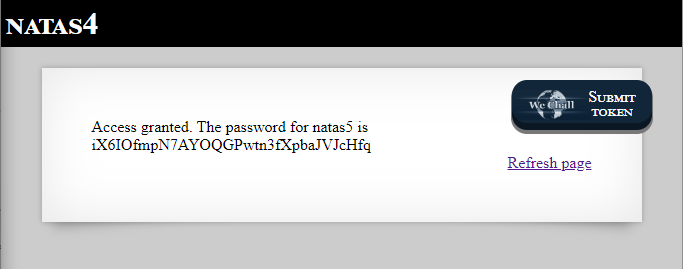 NATAS4
Access granted. The password for natas5 is
iX6IOfmpN7AYOQGPwtn3fXpbaJVJcHfq
We Chall
Submit
token
Refresh page